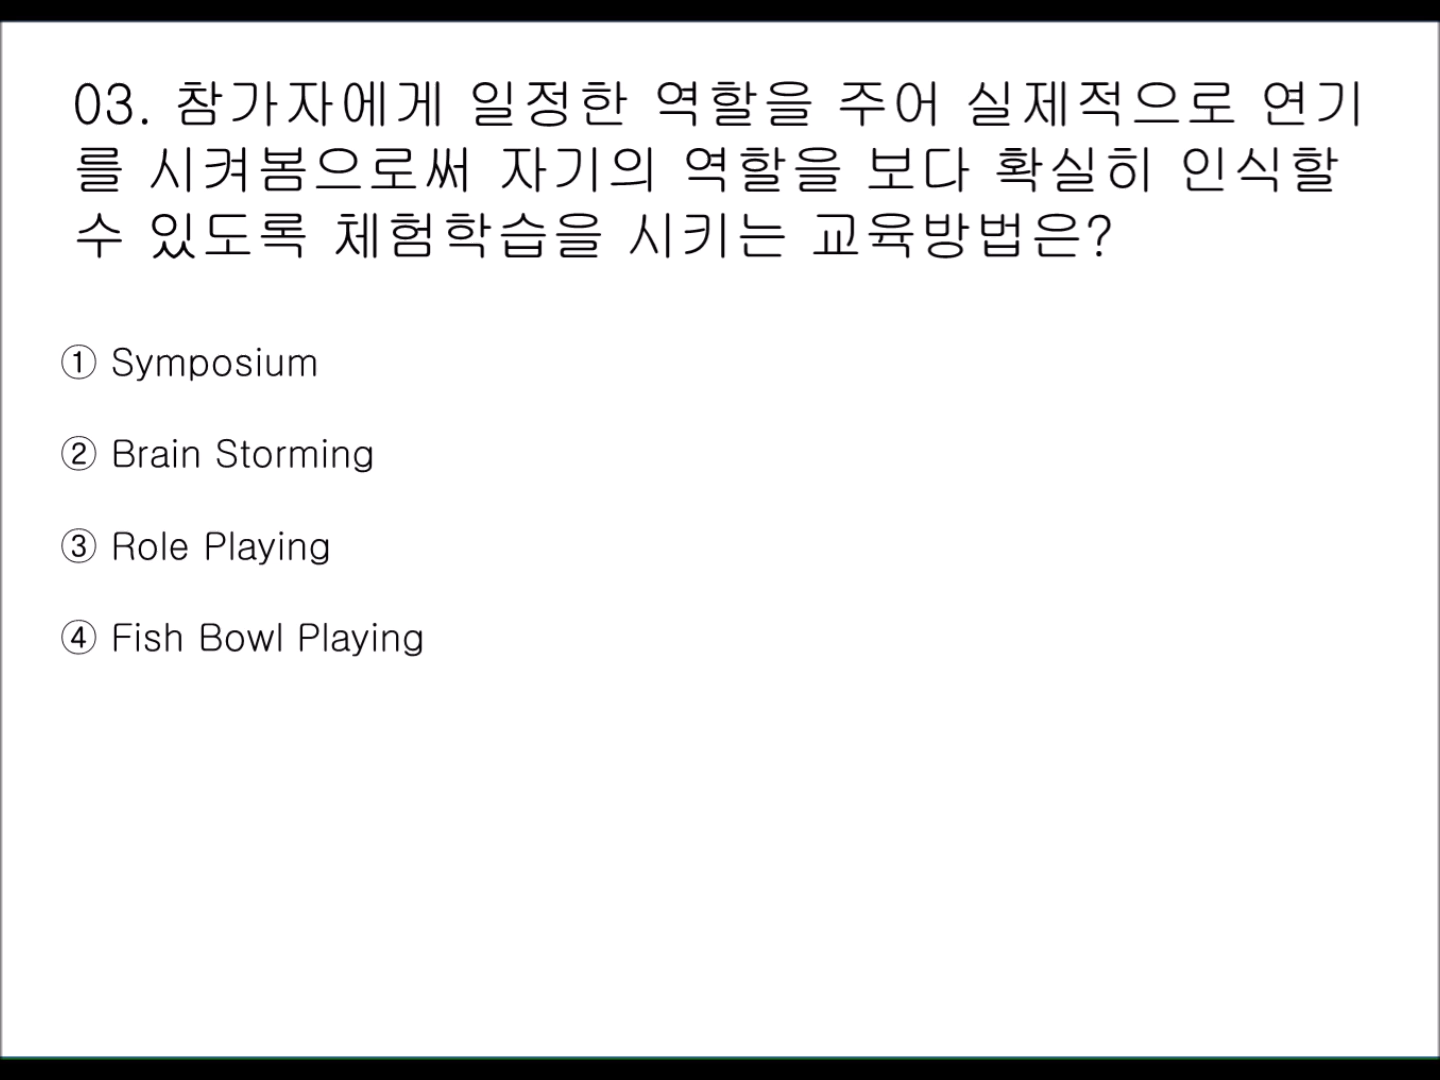 03. 참가자에게 일정한 역할을 주어 실제적으로 연기
를 시켜봄으로써 자기의 역할을 보다 확실히 인식할
수 있도록 체험학습을 시키는 교육방법은?
① Symposium
② Brain Storming
③ Role Playing
④ Fish Bowl Playing